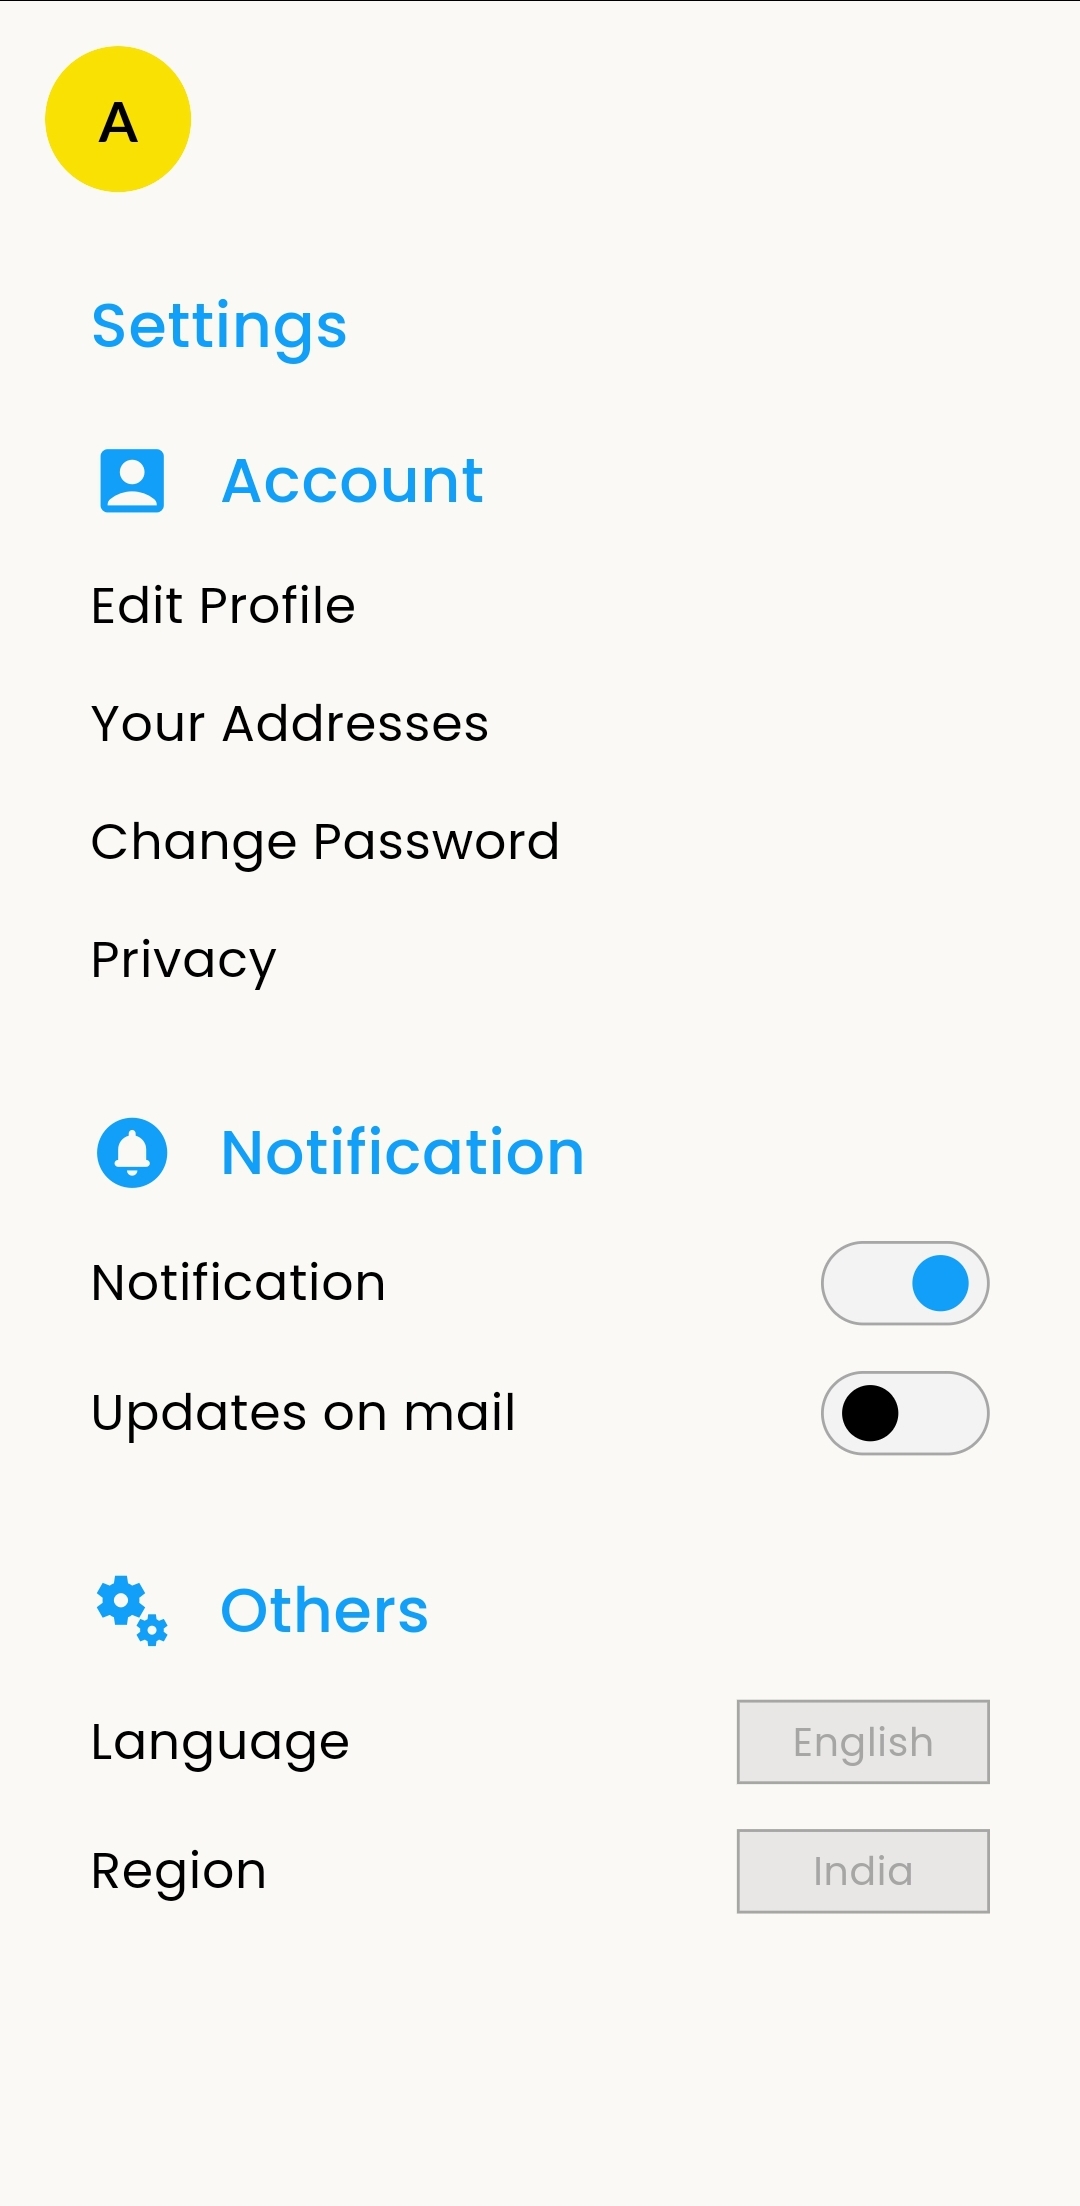 A
Settings
Account
Edit Profile
Your Addresses
Change Password
Privacy
Notification
Notification
Updates on mail
Others
Language English
Region India